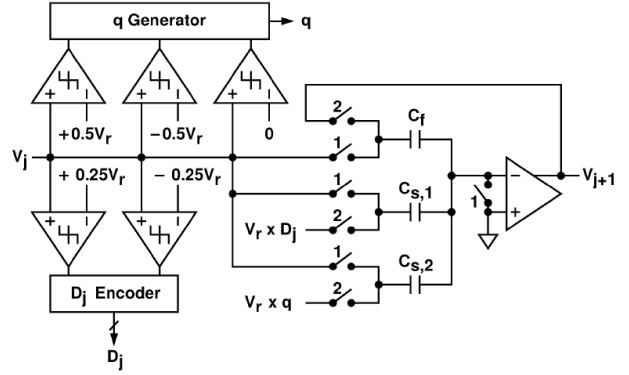 q Generator
q
+ − + − + −
+0.5Vr −0.5Vr 0
Vj
+ 0.25Vr − 0.25Vr
+ − + −
Dj Encoder
Dj
2
Cf
1
1
Cs,1
Vr x Dj 2
1
Cs,2
Vr x q 2
1
−
+
Vj+1